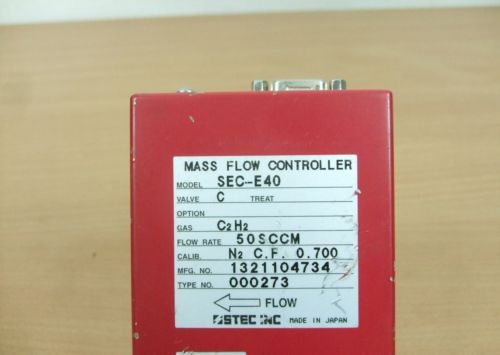 MASS FLOW CONTROLLER
MODEL SEC-E40
VALVE C TREAT
OPTION
GAS C2H2
FLOW RATE 50SCCM
CALIB. N2 C.F. 0.700
MFG. NO. 1321104734
TYPE NO. 000273
FLOW
STEC INC MADE IN JAPAN